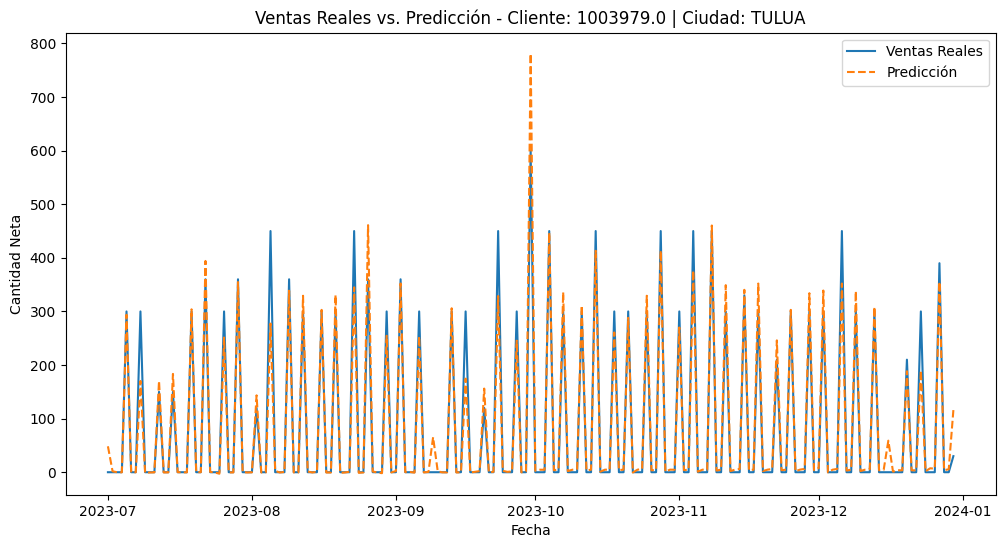 Ventas Reales vs. Predicción - Cliente: 1003979.0 | Ciudad: TULUA
Ventas Reales
Predicción
Cantidad Neta
800
700
600
500
400
300
200
100
0
2023-07 2023-08 2023-09 2023-10 2023-11 2023-12 2024-01
Fecha